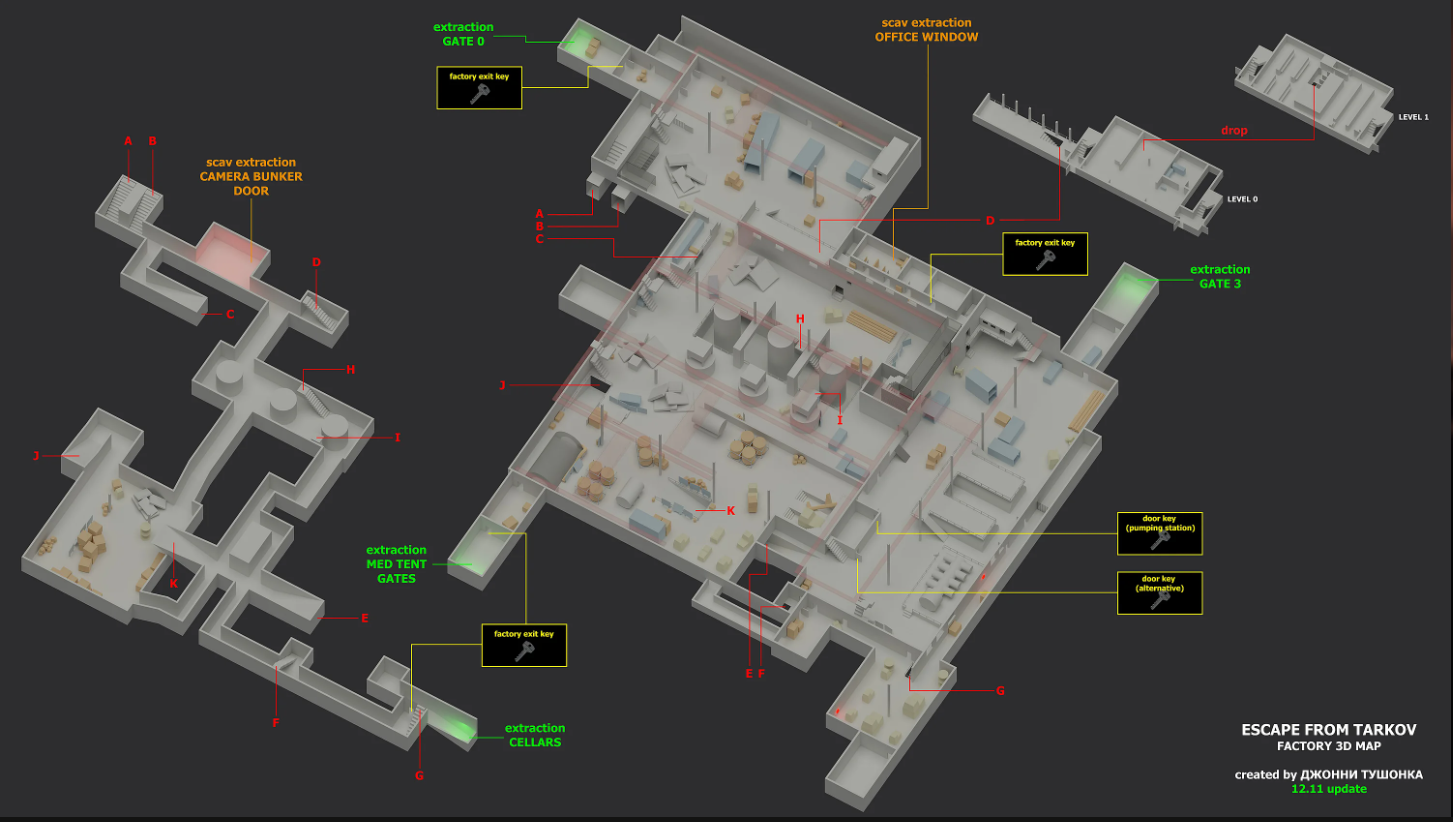 extraction
GATE 0
scav extraction
OFFICE WINDOW
factory exit key
LEVEL 1
drop
A B
scav extraction
CAMERA BUNKER
DOOR
LEVEL 0
A
B
C
D
factory exit key
D
extraction
GATE 3
C
H
H
J
I
I
J
K
door key
(pumping station)
extraction
MED TENT
GATES
K
door key
(alternative)
E
factory exit key
E F
G
F
extraction
CELLARS
G
ESCAPE FROM TARKOV
FACTORY 3D MAP
created by ДЖОННИ ТУШОНКА
12.11 update